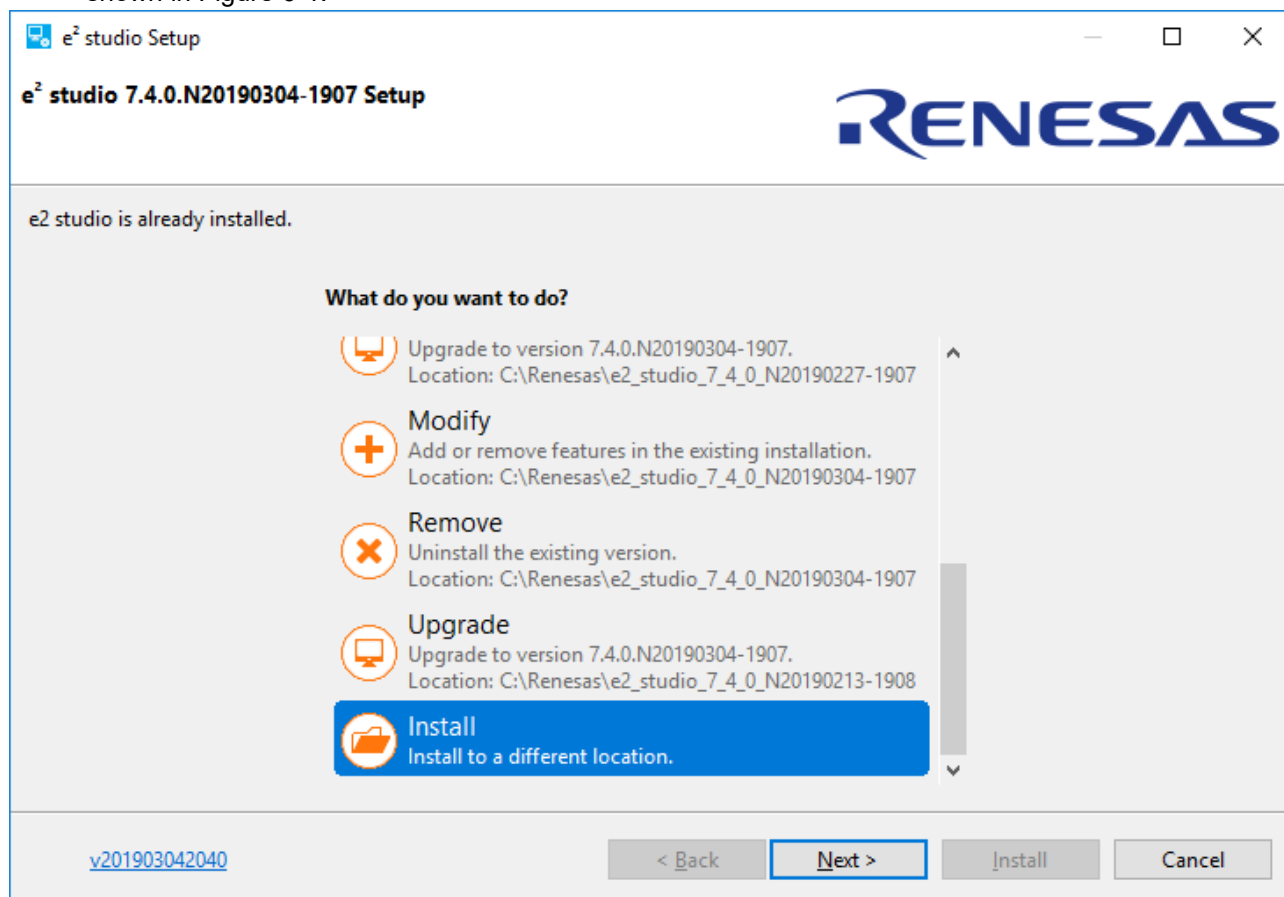 shown in Figure
e² studio Setup
e² studio 7.4.0.N20190304-1907 Setup
RENESAS
e2 studio is already installed.
What do you want to do?
Upgrade to version 7.4.0.N20190304-1907.
Location: C:\Renesas\e2_studio_7_4_0_N20190227-1907
Modify
Add or remove features in the existing installation.
Location: C:\Renesas\e2_studio_7_4_0_N20190304-1907
Remove
Uninstall the existing version.
Location: C:\Renesas\e2_studio_7_4_0_N20190304-1907
Upgrade
Upgrade to version 7.4.0.N20190304-1907.
Location: C:\Renesas\e2_studio_7_4_0_N20190213-1908
Install
Install to a different location.
v201903042040
< Back
Next >
Install
Cancel